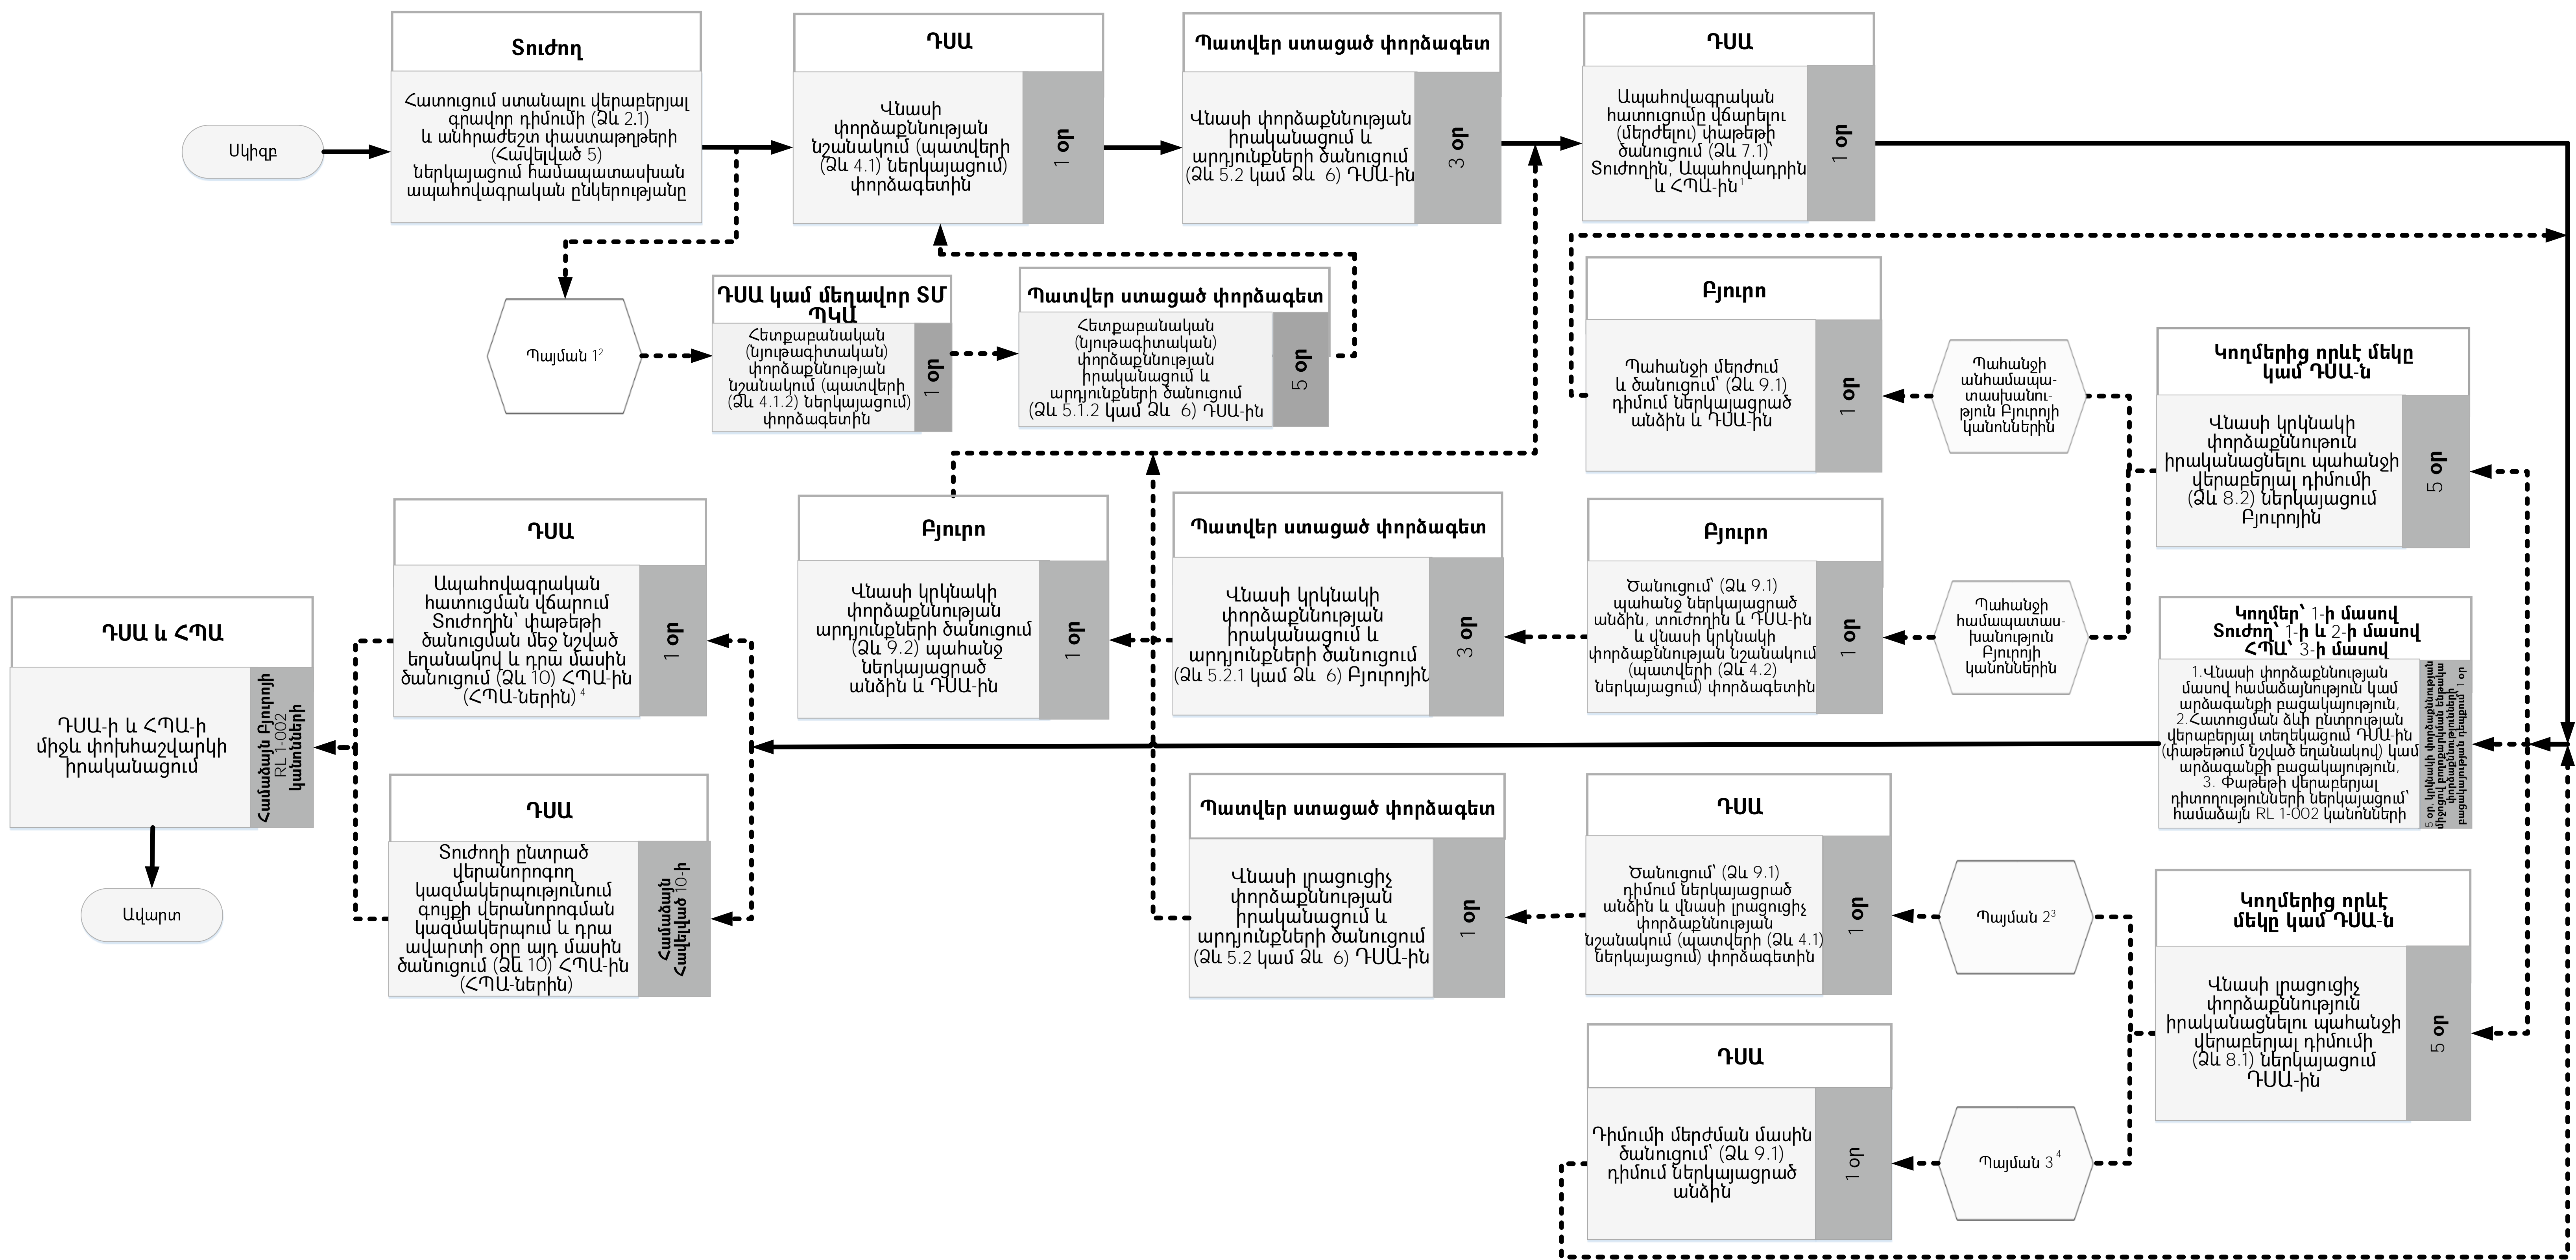 Սկիզբ
Տուժող
Հատուցում ստանալու վերաբերյալ
գրավոր դիմումի (Ձև 2.1)
և անհրաժեշտ փաստաթղթերի
(Հավելված 5)
ներկայացում համապատասխան
ապահովագրական ընկերությանը
ԴՍԱ
Վնասի
փորձաքննության
նշանակում (պատվերի
(Ձև 4.1) ներկայացում)
փորձագետին
1 օր
Պատվեր ստացած փորձագետ
Վնասի փորձաքննության
իրականացում և
արդյունքների ծանուցում
(Ձև 5.2 կամ Ձև 6) ԴՍԱ-ին
3 օր
ԴՍԱ
Ապահովագրական
հատուցումը վճարելու
(մերժելու) փաթեթի
ծանուցում (Ձև 7.1)՝
Տուժողին, Ապահովադրին
և ՀՊԱ-ին1
1 օր
Պայման 12
ԴՍԱ կամ մեղավոր ՏՄ
ՊԿԱ
Հետքաբանական
(նյութագիտական)
փորձաքննության
նշանակում (պատվերի
(Ձև 4.1.2) ներկայացում)
փորձագետին
1 օր
Պատվեր ստացած փորձագետ
Հետքաբանական
(նյութագիտական)
փորձաքննության
իրականացում և
արդյունքների ծանուցում
(Ձև 5.1.2 կամ Ձև 6) ԴՍԱ-ին
5 օր
Բյուրո
Պահանջի մերժում
և ծանուցում՝ (Ձև 9.1)
դիմում ներկայացրած
անձին և ԴՍԱ-ին
1 օր
Պահանջի
անհամապա-
տասխանու-
թյուն Բյուրոյի
կանոններին
Կողմերից որևէ մեկը
կամ ԴՍԱ-ն
Վնասի կրկնակի
փորձաքննություն
իրականացնելու պահանջի
վերաբերյալ դիմումի
(Ձև 8.2) ներկայացում
Բյուրոյին
5 օր
ԴՍԱ
Ապահովագրական
հատուցման վճարում
Տուժողին՝ փաթեթի
ծանուցման մեջ նշված
եղանակով և դրա մասին
ծանուցում (Ձև 10) ՀՊԱ-ին
(ՀՊԱ-ներին) 4
1 օր
Բյուրո
Վնասի կրկնակի
փորձաքննության
արդյունքների ծանուցում
(Ձև 9.2) պահանջ
ներկայացրած
անձին և ԴՍԱ-ին
1 օր
Պատվեր ստացած փորձագետ
Վնասի կրկնակի
փորձաքննության
իրականացում և
արդյունքների ծանուցում
(Ձև 5.2.1 կամ Ձև 6) Բյուրոյին
3 օր
Բյուրո
Ծանուցում՝ (Ձև 9.1)
պահանջ ներկայացրած
անձին, տուժողին և ԴՍԱ-ին
և վնասի կրկնակի
փորձաքննության նշանակում
(պատվերի (Ձև 4.2)
ներկայացում) փորձագետին
1 օր
Պահանջի
համապատաս-
խանություն
Բյուրոյի
կանոններին
Կողմեր՝ 1-ի մասով
Տուժող՝ 1-ի և 2-ի մասով
ՀՊԱ՝ 3-ի մասով
1.Վնասի փորձաքննության
մասով համաձայնություն կամ
արձագանքի բացակայություն,
2.Հատուցման ձևի ընտրության
վերաբերյալ տեղեկացում ԴՍԱ-ին
(փաթեթում նշված եղանակով) կամ
արձագանքի բացակայություն,
3. Փաթեթի վերաբերյալ
դիտողությունների ներկայացում՝
համաձայն RL 1-002 կանոնների
ԴՍԱ և ՀՊԱ
ԴՍԱ-ի և ՀՊԱ-ի
միջև փոխհաշվարկի
իրականացում
Համաձայն Բյուրոյի
RL 1-002
կանոնների
Ավարտ
ԴՍԱ
Տուժողի ընտրած
վերանորոգող
կազմակերպությունում
գույքի վերանորոգման
կազմակերպում և դրա
ավարտի օրը այդ մասին
ծանուցում (Ձև 10) ՀՊԱ-ին
(ՀՊԱ-ներին)
Համաձայն
Հավելված 10-ի
Պատվեր ստացած փորձագետ
Վնասի լրացուցիչ
փորձաքննության
իրականացում և
արդյունքների ծանուցում
(Ձև 5.2 կամ Ձև 6) ԴՍԱ-ին
1 օր
ԴՍԱ
Ծանուցում՝ (Ձև 9.1)
դիմում ներկայացրած
անձին և վնասի լրացուցիչ
փորձաքննության
նշանակում (պատվերի (Ձև 4.1)
ներկայացում) փորձագետին
1 օր
Պայման 23
Կողմերից որևէ
մեկը կամ ԴՍԱ-ն
Վնասի լրացուցիչ
փորձաքննություն
իրականացնելու պահանջի
վերաբերյալ դիմումի
(Ձև 8.1) ներկայացում
ԴՍԱ-ին
5 օր
ԴՍԱ
Դիմումի մերժման մասին
ծանուցում՝ (Ձև 9.1)
դիմում ներկայացրած
անձին
1 օր
Պայման 3 4